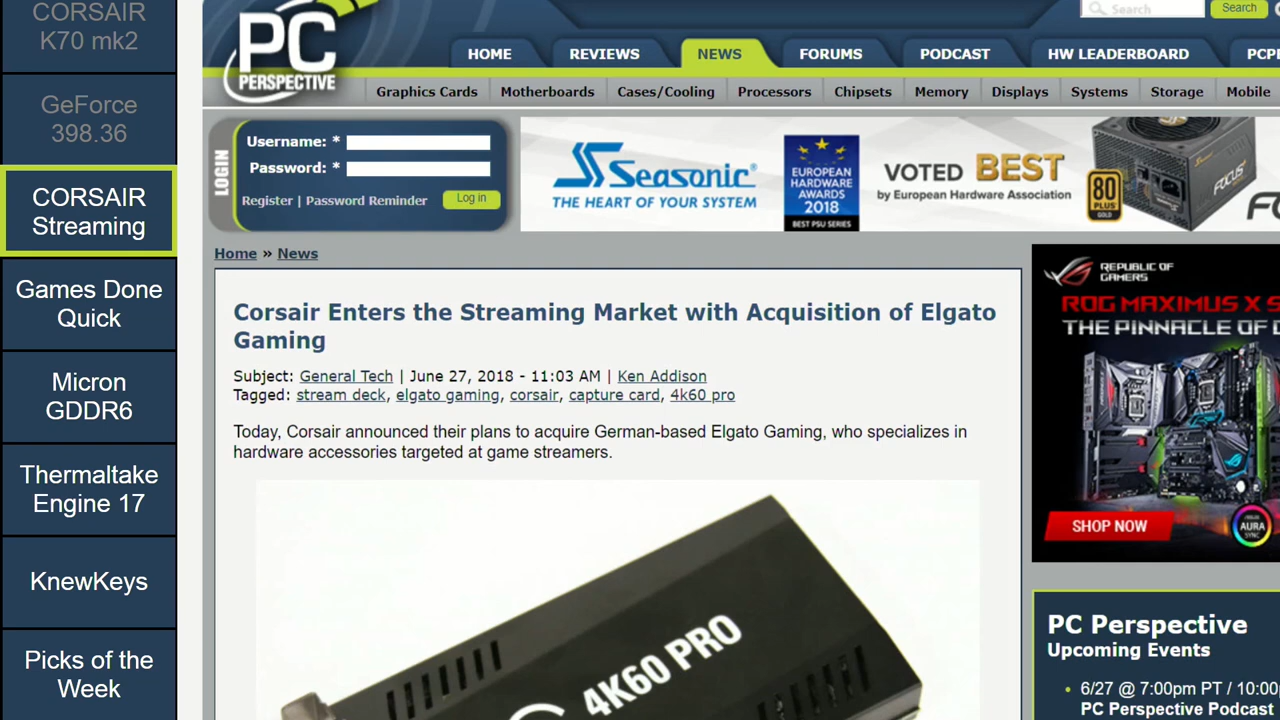 CORSAIR
K70 mk2
GeForce
398.36
CORSAIR
Streaming
Games Done
Quick
Micron
GDDR6
Thermaltake
Engine 17
KnewKeys
Picks of the
Week
PC
PERSPECTIVE
Search
Search
HOME
REVIEWS
NEWS
FORUMS
PODCAST
HW LEADERBOARD
PCP
Graphics Cards
Motherboards
Cases/Cooling
Processors
Chipsets
Memory
Displays
Systems
Storage
Mobile
LOGIN
Username: *
Password: *
Register | Password Reminder
Log in
Seasonic
THE HEART OF YOUR SYSTEM
EUROPEAN
HARDWARE
AWARDS
2018
BEST PSU SERIES
VOTED BEST
by European Hardware Association
80
PLUS
GOLD
FOCUS
FO
Home » News
Corsair Enters the Streaming Market with Acquisition of Elgato
Gaming
Subject: General Tech | June 27, 2018 - 11:03 AM | Ken Addison
Tagged: stream deck, elgato gaming, corsair, capture card, 4k60 pro
Today, Corsair announced their plans to acquire German-based Elgato Gaming, who specializes in
hardware accessories targeted at game streamers.
4K60 PRO
REPUBLIC OF
GAMERS
ROG MAXIMUS X S
THE PINNACLE OF
SHOP NOW
AURA
SYNC
PC Perspective
Upcoming Events
• 6/27 @ 7:00pm PT / 10:00
PC Perspective Podcast